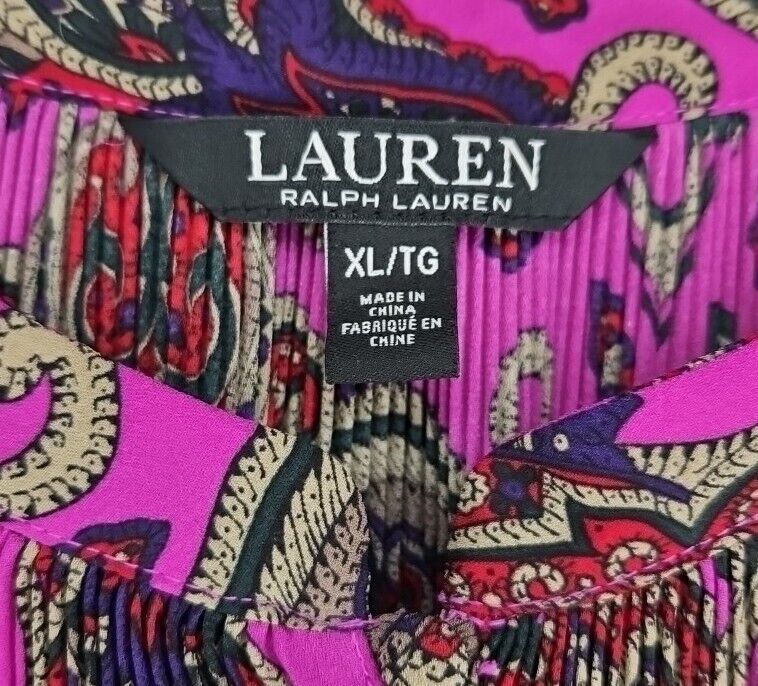 LAUREN
RALPH LAUREN
XL/TG
MADE IN
CHINA
FABRIQUÉ EN
CHINE